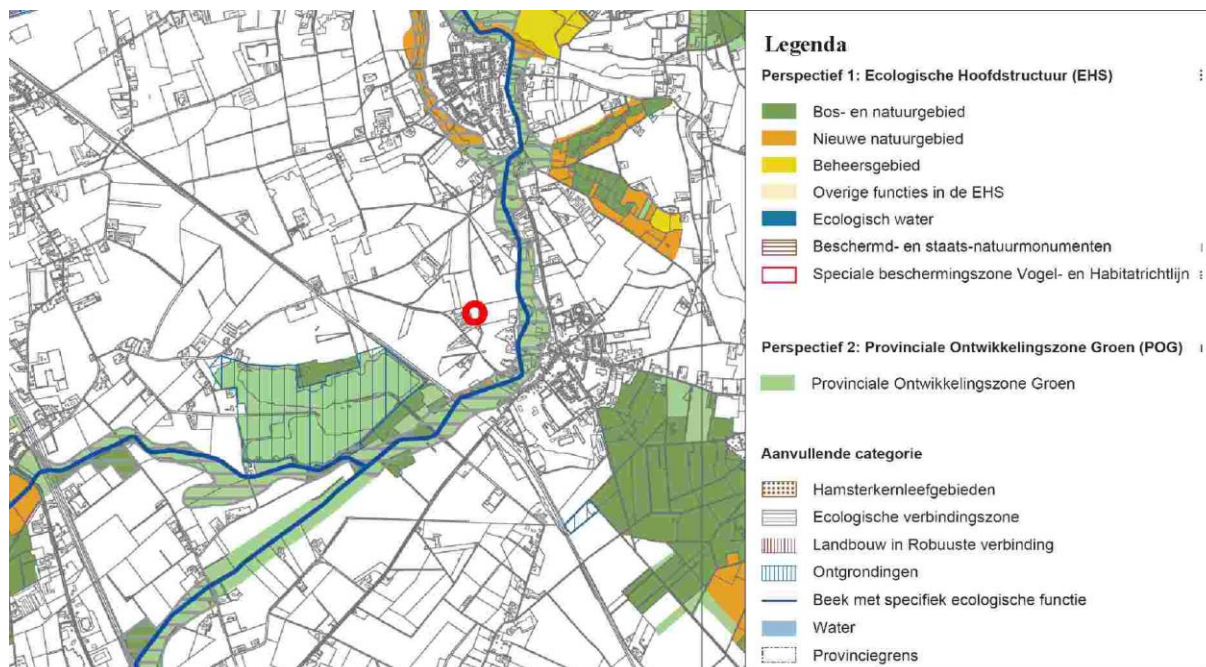 Legenda
Perspectief 1: Ecologische Hoofdstructuur (EHS)
Bos- en natuurgebied
Nieuwe natuurgebied
Beheersgebied
Overige functies in de EHS
Ecologisch water
Beschermd- en staats-natuurmonumenten
Speciale beschermingszone Vogel- en Habitatrichtlijn
Perspectief 2: Provinciale Ontwikkelingszone Groen (POG)
Provinciale Ontwikkelingszone Groen
Aanvullende categorie
Hamsterkernleefgebieden
Ecologische verbindingszone
Landbouw in Robuuste verbinding
Ontgrondingen
Beek met specifiek ecologische functie
Water
Provinciegrens